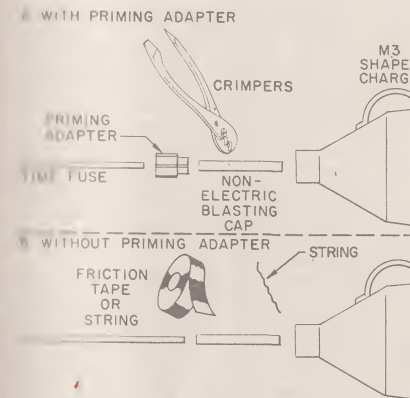 WITH PRIMING ADAPTER
CRIMPERS
M3
SHAPE
CHARG
PRIMING
ADAPTER
TIME FUSE
NON-
ELECTRIC
BLASTING
CAP
WITHOUT PRIMING ADAPTER
STRING
FRICTION
TAPE
OR
STRING